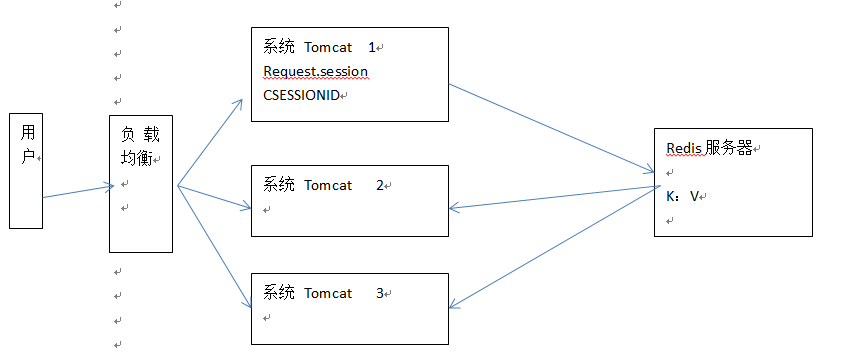 用
户
负 载
均衡
系统 Tomcat 1
Request.session
CSESSIONID
系统 Tomcat 2
系统 Tomcat 3
Redis 服务器
K：V